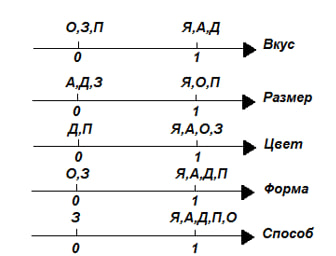 О,З,П Я,А,Д
0 1 Вкус
А,Д,З Я,О,П
0 1 Размер
Д,П Я,А,О,З
0 1 Цвет
О,З Я,А,Д,П
0 1 Форма
З Я,А,Д,П,О
0 1 Способ